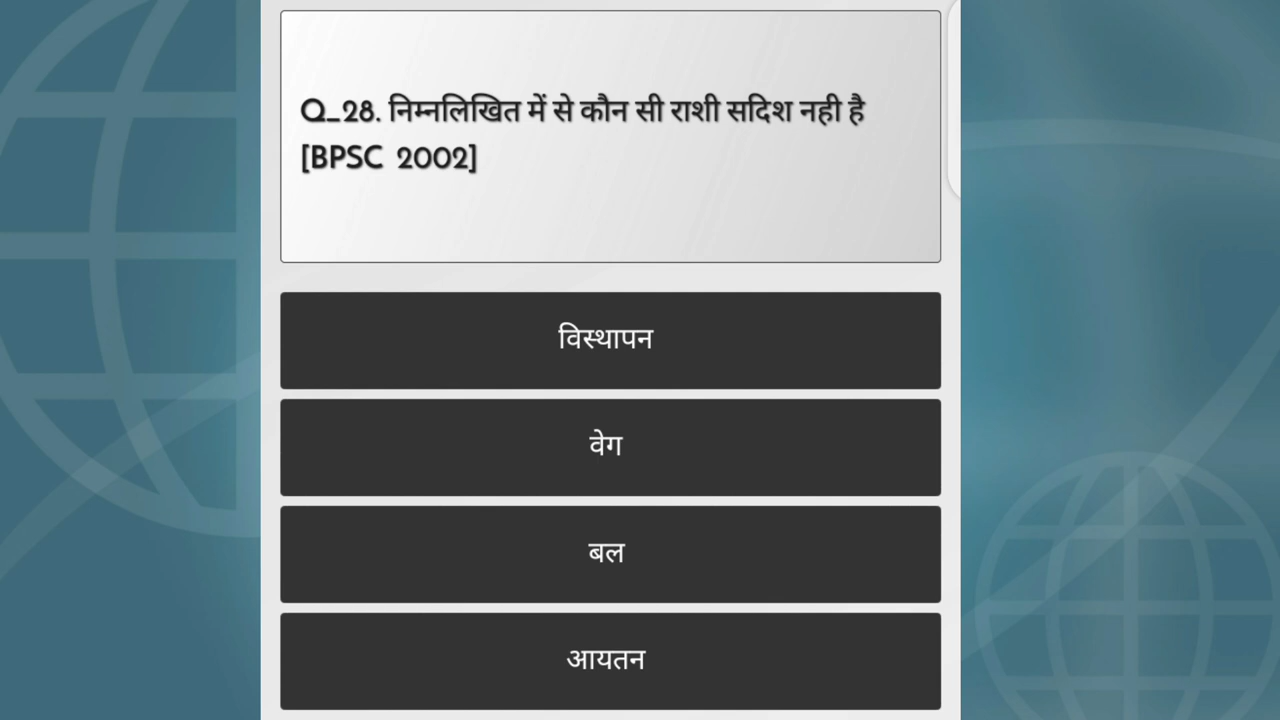 Q_28. निम्नलिखित में से कौन सी राशी सदिश नही है
[BPSC 2002]
विस्थापन
वेग
बल
आयतन